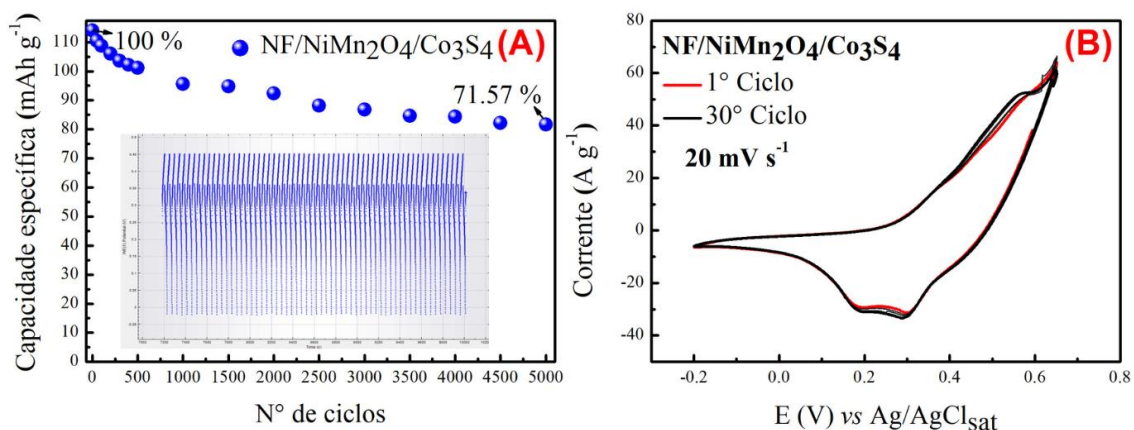 110
100
90
80
70
60
50
40
30
20
10
0
Capacidade específica (mAh g⁻¹)
100 %
NF/NiMn₂O₄/Co₃S₄
(A)
71.57 %
0 500 1000 1500 2000 2500 3000 3500 4000 4500 5000
N° de ciclos
80
60
40
20
0
-20
-40
Corrente (A g⁻¹)
NF/NiMn₂O₄/Co₃S₄
(B)
1° Ciclo
30° Ciclo
20 mV s⁻¹
-0.2 0.0 0.2 0.4 0.6 0.8
E (V) vs Ag/AgClsat